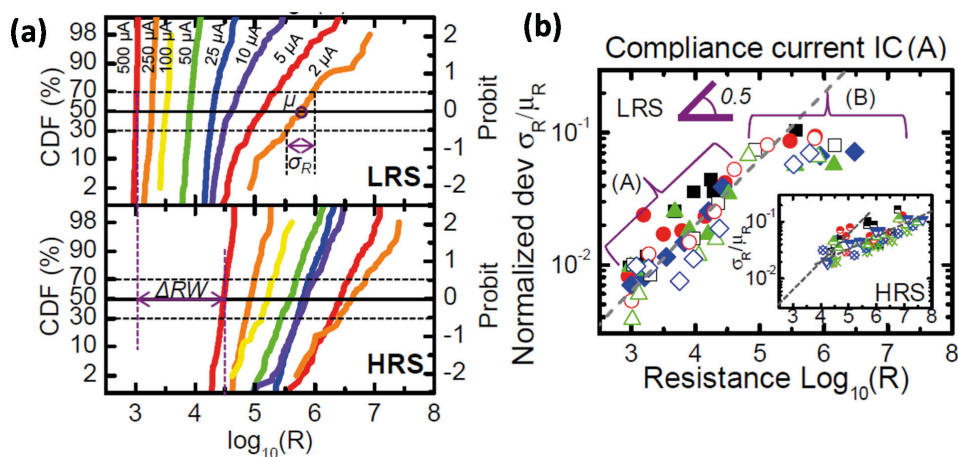 (a)
98
90
70
50
30
10
2
CDF (%)
500 µA
250 µA
100 µA
50 µA
25 µA
10 µA
5 µA
2 µA
µ
σR
LRS
2
1
0
-1
-2
Probit
98
90
70
50
30
10
2
CDF (%)
ΔRW
HRS
2
1
0
-1
-2
Probit
3 4 5 6 7 8
log10(R)
(b)
Compliance current IC (A)
LRS
0.5
(B)
(A)
10-1
10-2
Normalized dev σR/µR
10-1
10-2
σR/µR
HRS
3 4 5 6 7 8
3 4 5 6 7 8
Resistance Log10(R)